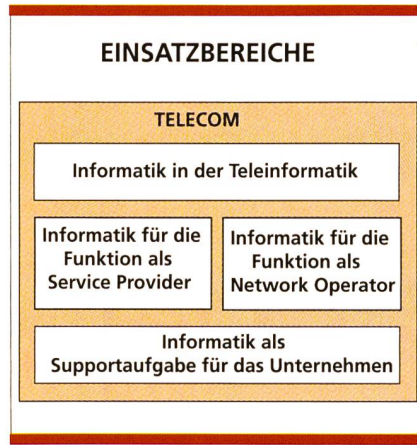 EINSATZBEREICHE
TELECOM
Informatik in der Teleinformatik
Informatik für die
Funktion als
Service Provider
Informatik für die
Funktion als
Network Operator
Informatik als
Supportaufgabe für das Unternehmen